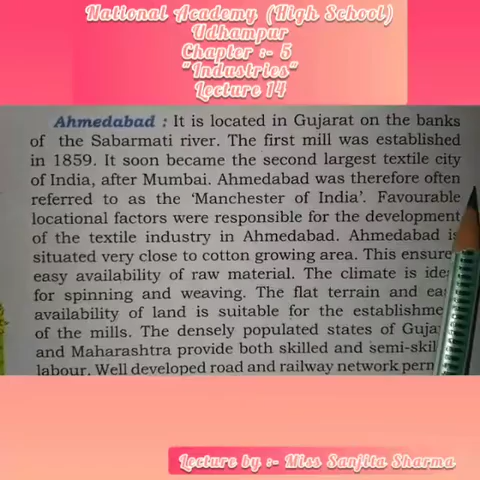 National Academy (High School)
Udhampur
Chapter :- 5
"Industries"
Lecture 14
Ahmedabad : It is located in Gujarat on the banks
of the Sabarmati river. The first mill was established
in 1859. It soon became the second largest textile city
of India, after Mumbai. Ahmedabad was therefore often
referred to as the ‘Manchester of India’. Favourable
locational factors were responsible for the development
of the textile industry in Ahmedabad. Ahmedabad is
situated very close to cotton growing area. This ensure
easy availability of raw material. The climate is ide
for spinning and weaving. The flat terrain and ea
availability of land is suitable for the establishme
of the mills. The densely populated states of Guja
and Maharashtra provide both skilled and semi-skil
labour. Well developed road and railway network perm
Lecture by :- Miss Sanjita Sharma